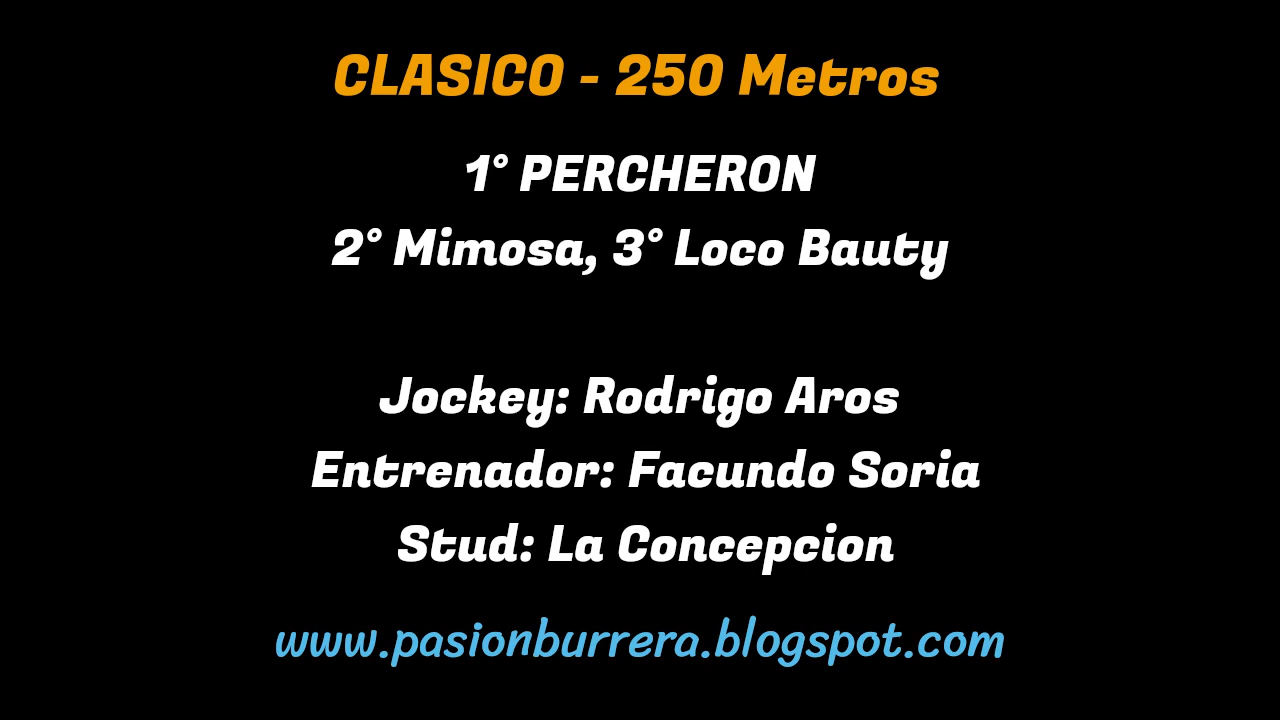 CLASICO - 250 Metros
1° PERCHERON
2° Mimosa, 3° Loco Bauty
Jockey: Rodrigo Aros
Entrenador: Facundo Soria
Stud: La Concepcion
www.pasionburrera.blogspot.com